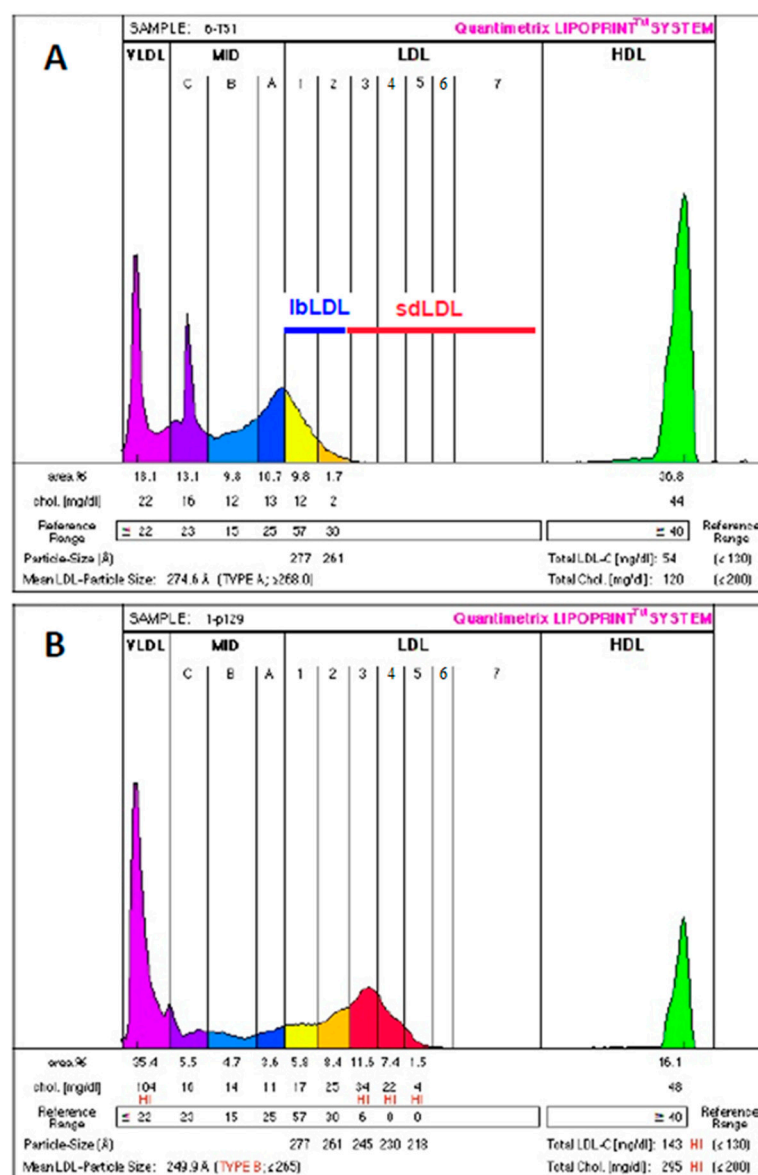 A
SAMPLE: 6-T51 Quantimetrix LIPOPRINT™ SYSTEM
VLDL MID LDL HDL
C B A 1 2 3 4 5 6 7
lbLDL sdLDL
area.% 18.1 13.1 9.8 10.7 9.8 1.7 36.8
chol. [mg/dl] 22 16 12 13 12 2 44
Reference Range ≤ 22 23 15 25 57 30 ≥ 40 Reference Range
Particle-Size (Å) 277 261 Total LDL-C [mg/dl]: 54 (≤130)
Mean LDL-Particle Size: 274.6 Å (TYPE A; ≥268.0) Total Chol. [mg/dl]: 120 (≤200)
B
SAMPLE: 1-p129 Quantimetrix LIPOPRINT™ SYSTEM
VLDL MID LDL HDL
C B A 1 2 3 4 5 6 7
area.% 35.4 5.5 4.7 3.6 5.8 8.4 11.6 7.4 1.5 16.1
chol. [mg/dl] 104 16 14 11 17 25 34 22 4 48
HI HI HI HI
Reference Range ≤ 22 23 15 25 57 30 6 0 0 ≥ 40 Reference Range
Particle-Size (Å) 277 261 245 230 218 Total LDL-C [mg/dl]: 143 HI (≤130)
Mean LDL-Particle Size: 249.9 Å (TYPE B; ≤265) Total Chol. [mg/dl]: 295 HI (≤200)